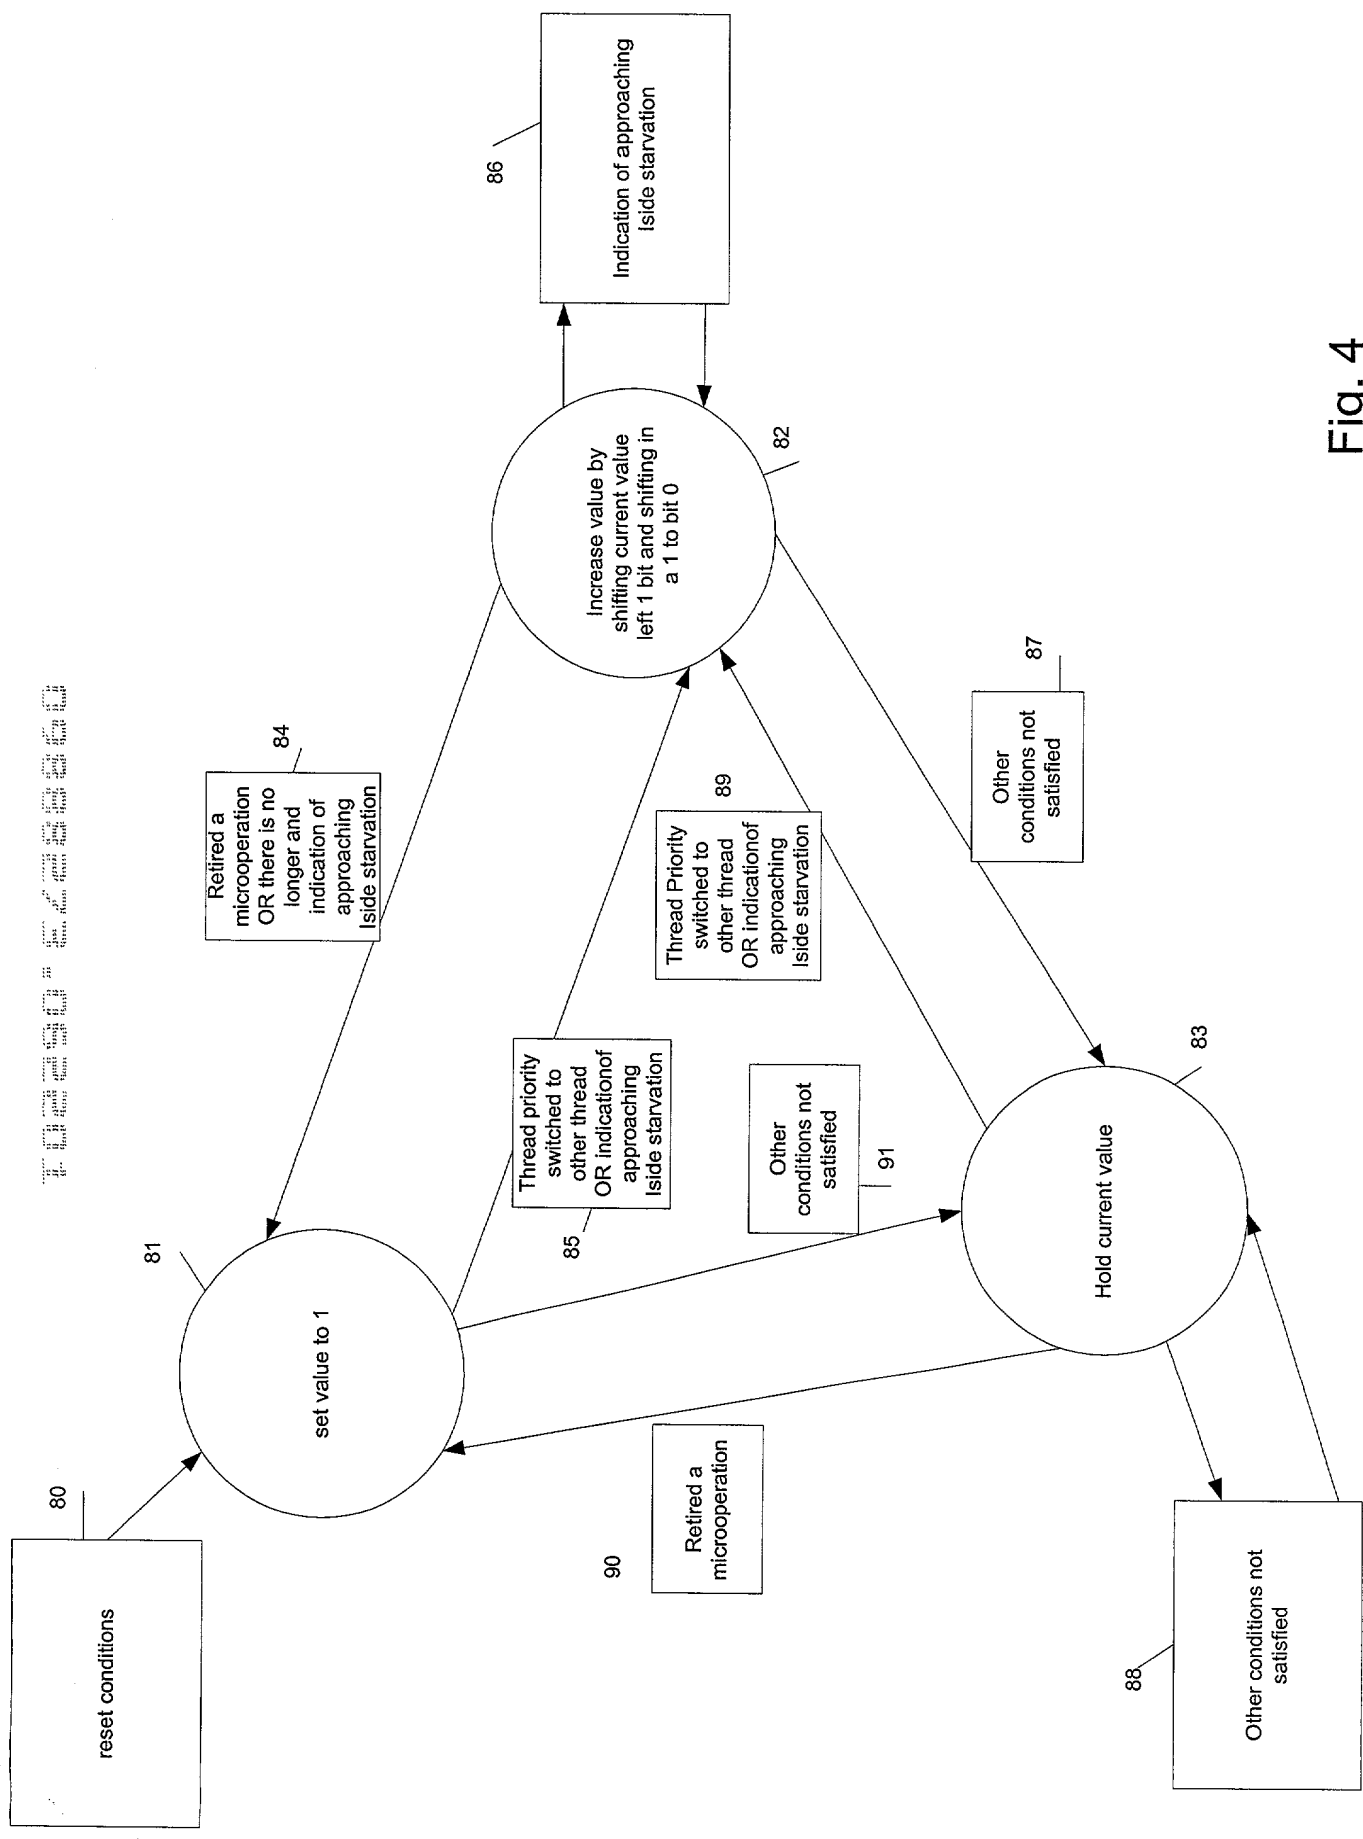 80
reset conditions
81
set value to 1
84
Retired a
microoperation
OR there is no
longer and
indication of
approaching
Iside starvation
85
Thread priority
switched to
other thread
OR indicationof
approaching
Iside starvation
86
Indication of approaching
Iside starvation
Increase value by
shifting current value
left 1 bit and shifting in
a 1 to bit 0
82
89
Thread Priority
switched to
other thread
OR indicationof
approaching
Iside starvation
90
Retired a
microoperation
Other
conditions not
satisfied
91
87
Other
conditions not
satisfied
83
Hold current value
88
Other conditions not
satisfied
Fig. 4